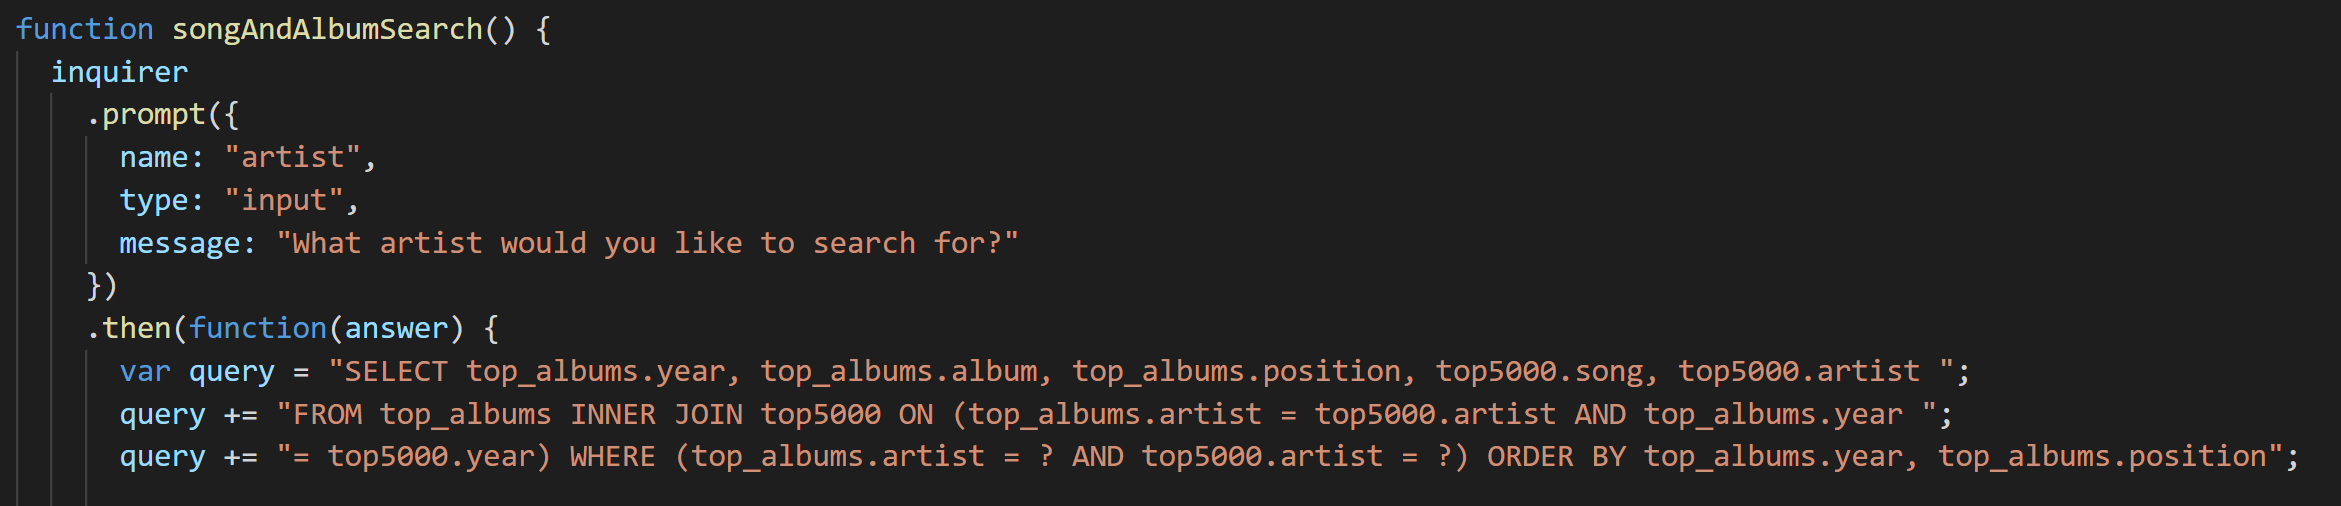 function songAndAlbumSearch() {
  inquirer
    .prompt({
      name: "artist",
      type: "input",
      message: "What artist would you like to search for?"
    })
    .then(function(answer) {
      var query = "SELECT top_albums.year, top_albums.album, top_albums.position, top5000.song, top5000.artist ";
      query += "FROM top_albums INNER JOIN top5000 ON (top_albums.artist = top5000.artist AND top_albums.year ";
      query += "= top5000.year) WHERE (top_albums.artist = ? AND top5000.artist = ?) ORDER BY top_albums.year, top_albums.position";